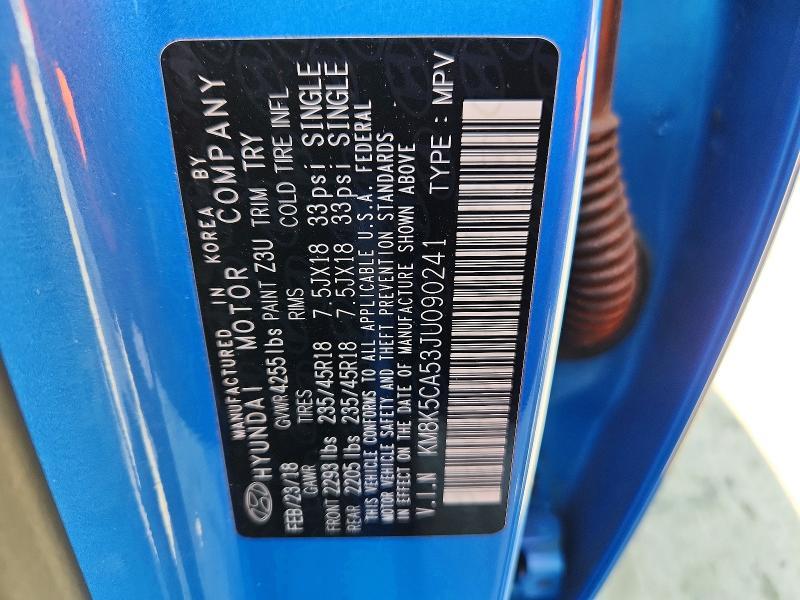 MANUFACTURED IN KOREA BY
HYUNDAI MOTOR COMPANY
FEB/23/18 GVWR 4255lbs PAINT Z3U TRIM TRY
GAWR TIRES RIMS COLD TIRE INFL
FRONT 2293 lbs 235/45R18 7.5JX18 33psi SINGLE
REAR 2205 lbs 235/45R18 7.5JX18 33psi SINGLE
THIS VEHICLE CONFORMS TO ALL APPLICABLE U.S.A. FEDERAL
MOTOR VEHICLE SAFETY AND THEFT PREVENTION STANDARDS
IN EFFECT ON THE DATE OF MANUFACTURE SHOWN ABOVE
V.I.N KM8K5CA53JU090241 TYPE : MPV